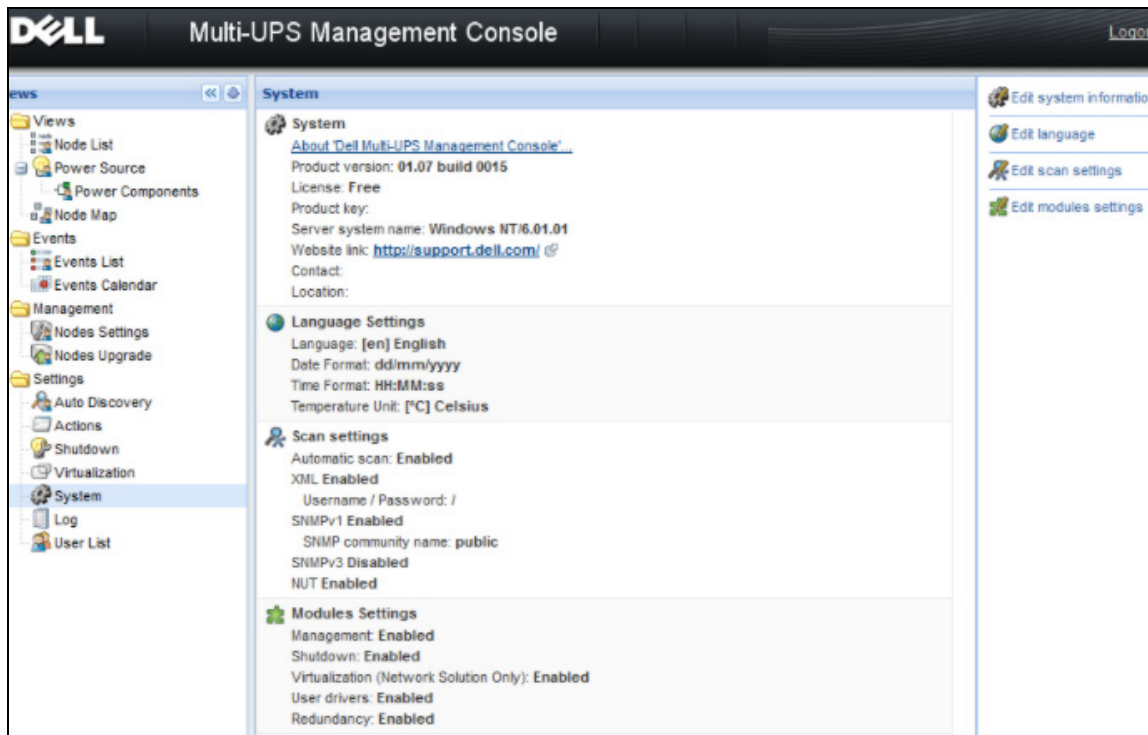 DELL
Multi-UPS Management Console
Logo
ews
Views
Node List
Power Source
Power Components
Node Map
Events
Events List
Events Calendar
Management
Nodes Settings
Nodes Upgrade
Settings
Auto Discovery
Actions
Shutdown
Virtualization
System
Log
User List
System
System
About 'Dell Multi-UPS Management Console'...
Product version: 01.07 build 0015
License: Free
Product key:
Server system name: Windows NT/6.01.01
Website link: http://support.dell.com/
Contact:
Location:
Language Settings
Language: [en] English
Date Format: dd/mm/yyyy
Time Format: HH:MM:ss
Temperature Unit: [°C] Celsius
Scan settings
Automatic scan: Enabled
XML Enabled
Username / Password: /
SNMPv1 Enabled
SNMP community name: public
SNMPv3 Disabled
NUT Enabled
Modules Settings
Management: Enabled
Shutdown: Enabled
Virtualization (Network Solution Only): Enabled
User drivers: Enabled
Redundancy: Enabled
Edit system informatio
Edit language
Edit scan settings
Edit modules settings